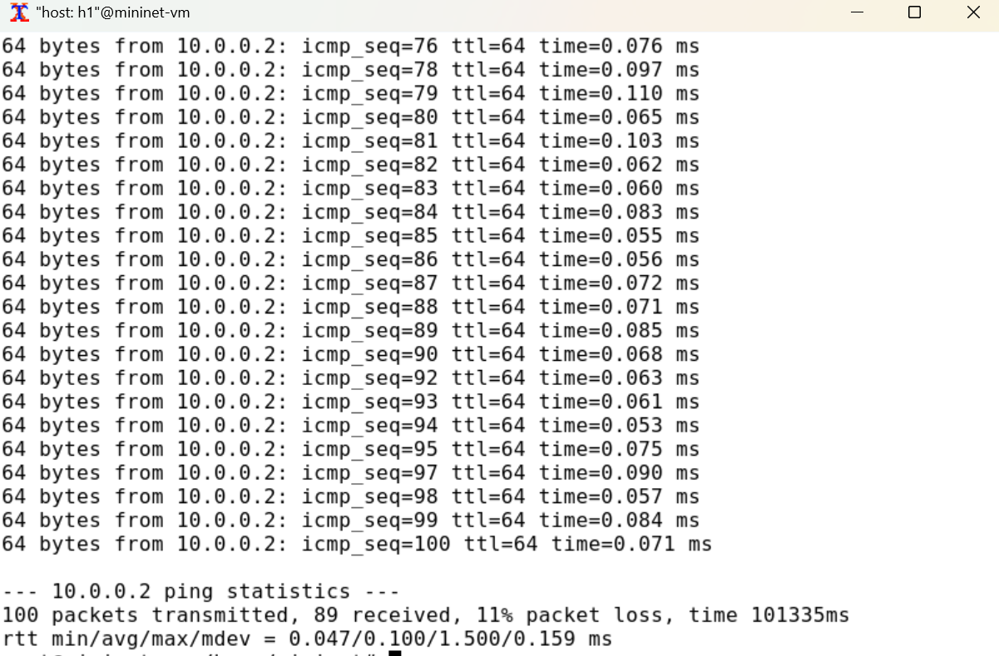 "host: h1"@mininet-vm
64 bytes from 10.0.0.2: icmp_seq=76 ttl=64 time=0.076 ms
64 bytes from 10.0.0.2: icmp_seq=78 ttl=64 time=0.097 ms
64 bytes from 10.0.0.2: icmp_seq=79 ttl=64 time=0.110 ms
64 bytes from 10.0.0.2: icmp_seq=80 ttl=64 time=0.065 ms
64 bytes from 10.0.0.2: icmp_seq=81 ttl=64 time=0.103 ms
64 bytes from 10.0.0.2: icmp_seq=82 ttl=64 time=0.062 ms
64 bytes from 10.0.0.2: icmp_seq=83 ttl=64 time=0.060 ms
64 bytes from 10.0.0.2: icmp_seq=84 ttl=64 time=0.083 ms
64 bytes from 10.0.0.2: icmp_seq=85 ttl=64 time=0.055 ms
64 bytes from 10.0.0.2: icmp_seq=86 ttl=64 time=0.056 ms
64 bytes from 10.0.0.2: icmp_seq=87 ttl=64 time=0.072 ms
64 bytes from 10.0.0.2: icmp_seq=88 ttl=64 time=0.071 ms
64 bytes from 10.0.0.2: icmp_seq=89 ttl=64 time=0.085 ms
64 bytes from 10.0.0.2: icmp_seq=90 ttl=64 time=0.068 ms
64 bytes from 10.0.0.2: icmp_seq=92 ttl=64 time=0.063 ms
64 bytes from 10.0.0.2: icmp_seq=93 ttl=64 time=0.061 ms
64 bytes from 10.0.0.2: icmp_seq=94 ttl=64 time=0.053 ms
64 bytes from 10.0.0.2: icmp_seq=95 ttl=64 time=0.075 ms
64 bytes from 10.0.0.2: icmp_seq=97 ttl=64 time=0.090 ms
64 bytes from 10.0.0.2: icmp_seq=98 ttl=64 time=0.057 ms
64 bytes from 10.0.0.2: icmp_seq=99 ttl=64 time=0.084 ms
64 bytes from 10.0.0.2: icmp_seq=100 ttl=64 time=0.071 ms
--- 10.0.0.2 ping statistics ---
100 packets transmitted, 89 received, 11% packet loss, time 101335ms
rtt min/avg/max/mdev = 0.047/0.100/1.500/0.159 ms